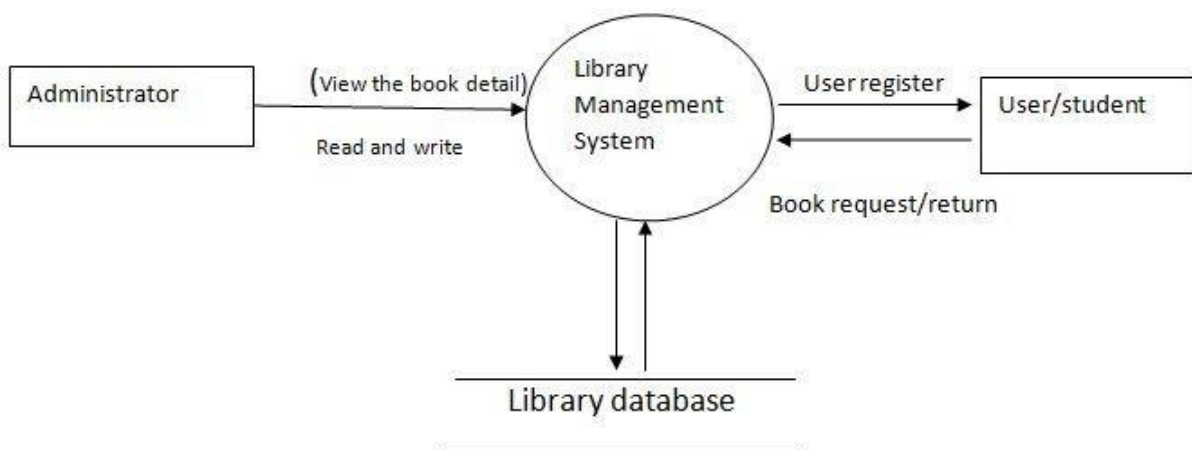 Administrator
(View the book detail)
Read and write
Library
Management
System
User register
User/student
Book request/return
Library database